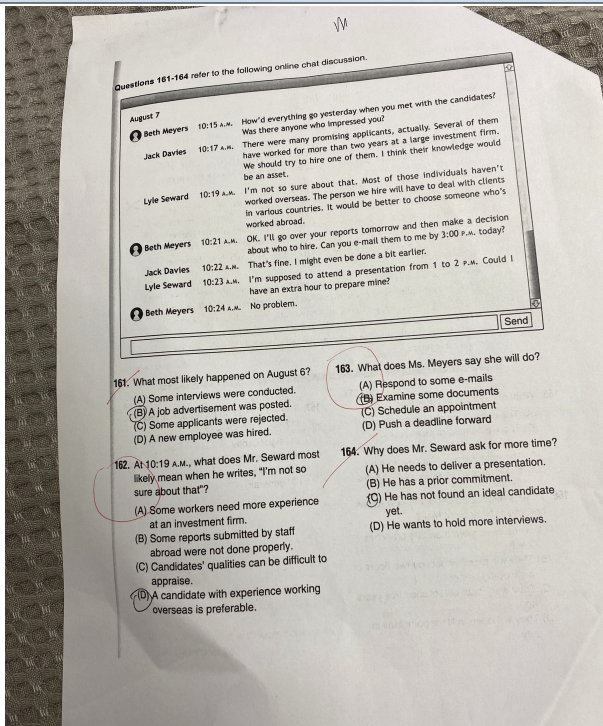 Questions 161-164 refer to the following online chat discussion.
August 7
Beth Meyers 10:15 A.M. How'd everything go yesterday when you met with the candidates?
Was there anyone who impressed you?
Jack Davies 10:17 A.M. There were many promising applicants, actually. Several of them
have worked for more than two years at a large investment firm.
We should try to hire one of them. I think their knowledge would
be an asset.
Lyle Seward 10:19 A.M. I'm not so sure about that. Most of those individuals haven't
worked overseas. The person we hire will have to deal with clients
in various countries. It would be better to choose someone who's
worked abroad.
Beth Meyers 10:21 A.M. OK. I'll go over your reports tomorrow and then make a decision
about who to hire. Can you e-mail them to me by 3:00 P.M. today?
Jack Davies 10:22 A.M. That's fine. I might even be done a bit earlier.
Lyle Seward 10:23 A.M. I'm supposed to attend a presentation from 1 to 2 P.M. Could I
have an extra hour to prepare mine?
Beth Meyers 10:24 A.M. No problem.
Send
161. What most likely happened on August 6?
(A) Some interviews were conducted.
(B) A job advertisement was posted.
(C) Some applicants were rejected.
(D) A new employee was hired.
162. At 10:19 A.M., what does Mr. Seward most
likely mean when he writes, "I'm not so
sure about that"?
(A) Some workers need more experience
at an investment firm.
(B) Some reports submitted by staff
abroad were not done properly.
(C) Candidates' qualities can be difficult to
appraise.
(D) A candidate with experience working
overseas is preferable.
163. What does Ms. Meyers say she will do?
(A) Respond to some e-mails
(B) Examine some documents
(C) Schedule an appointment
(D) Push a deadline forward
164. Why does Mr. Seward ask for more time?
(A) He needs to deliver a presentation.
(B) He has a prior commitment.
(C) He has not found an ideal candidate
yet.
(D) He wants to hold more interviews.